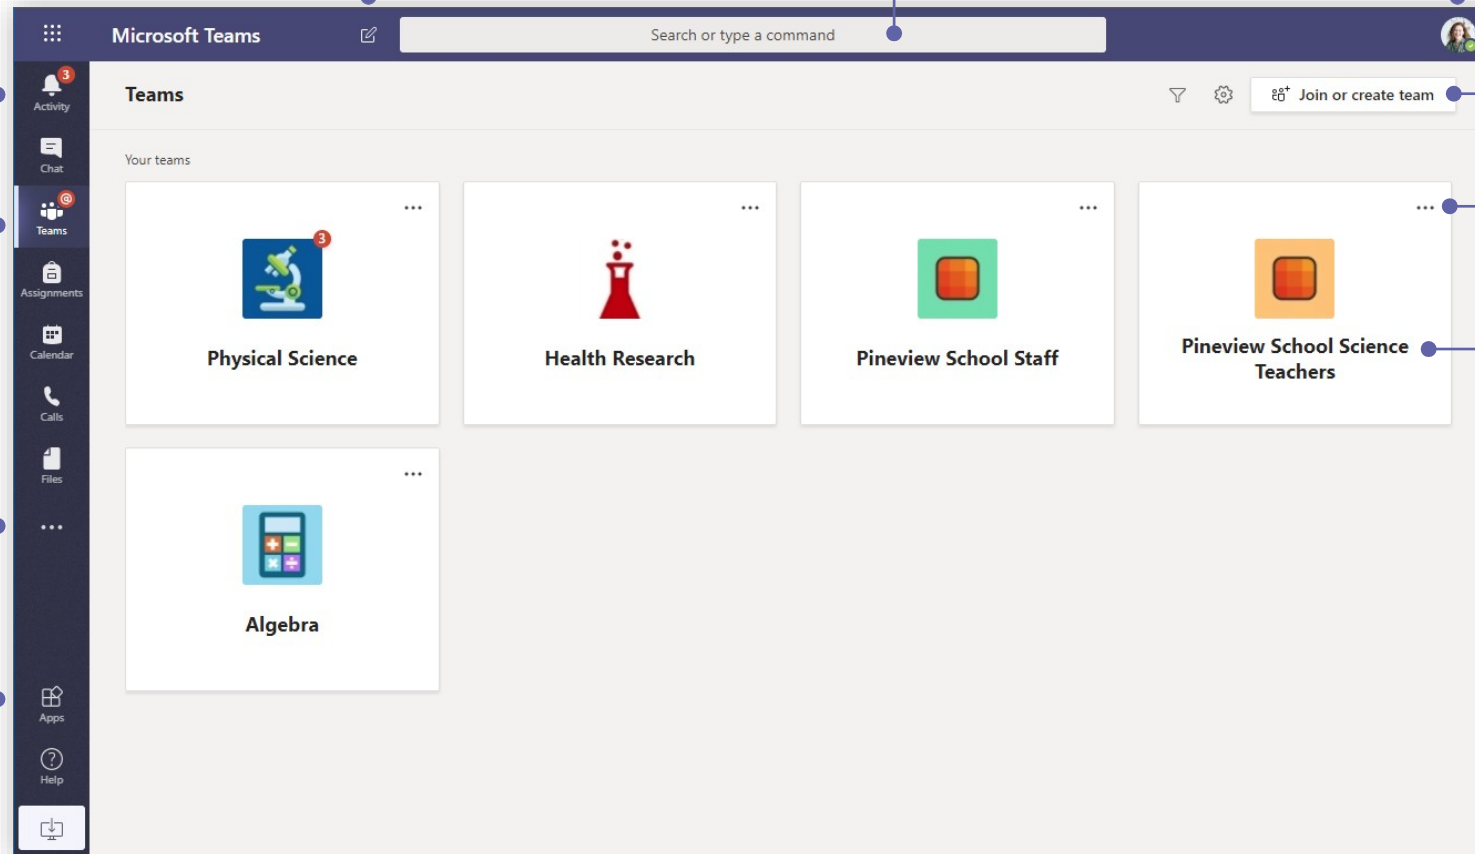 Microsoft Teams
Search or type a command
3
Activity
Chat
@
Teams
Assignments
Calendar
Calls
Files
Apps
Help
Teams
Join or create team
Your teams
3
Physical Science
Health Research
Pineview School Staff
Pineview School Science
Teachers
Algebra